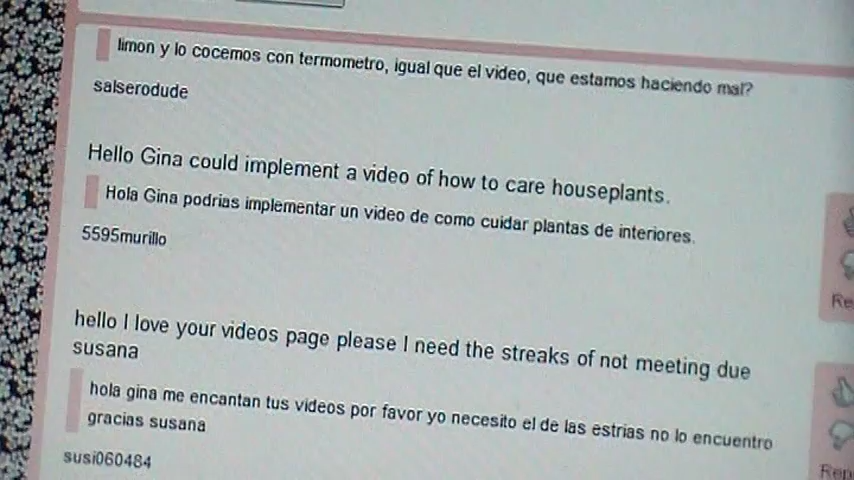 limon y lo cocemos con termometro, igual que el video, que estamos haciendo mal?
salserodude
Hello Gina could implement a video of how to care houseplants.
Hola Gina podrias implementar un video de como cuidar plantas de interiores.
5595murillo
Re
hello I love your videos page please I need the streaks of not meeting due
susana
hola gina me encantan tus videos por favor yo necesito el de las estrias no lo encuentro
gracias susana
susi060484
Rep